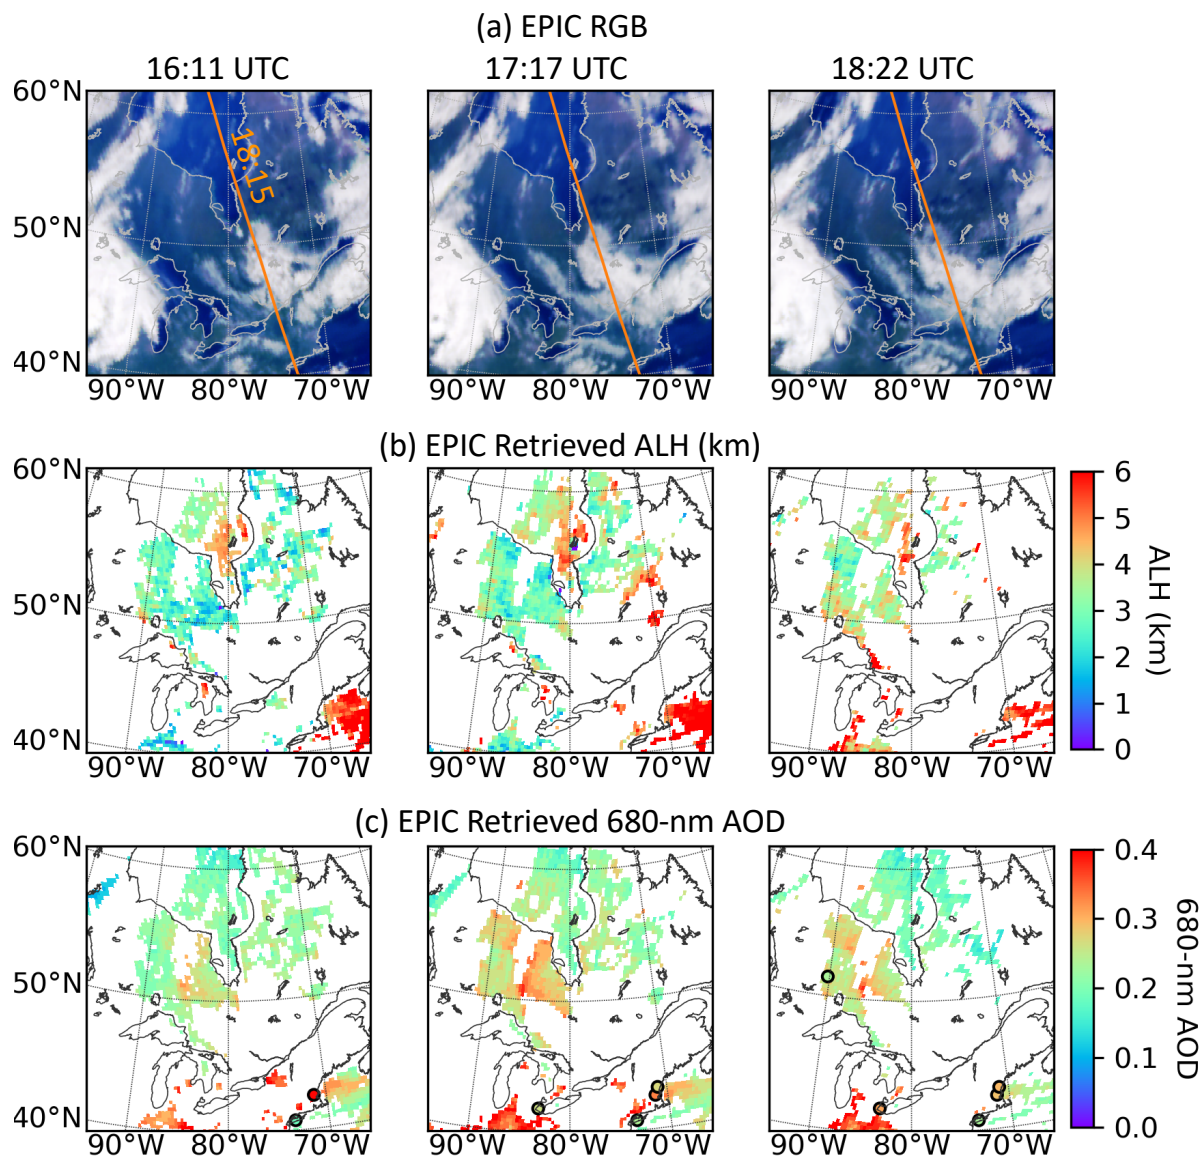 (a) EPIC RGB
16:11 UTC 17:17 UTC 18:22 UTC
60°N
18:15
50°N
40°N
90°W 80°W 70°W 90°W 80°W 70°W 90°W 80°W 70°W
(b) EPIC Retrieved ALH (km)
60°N
50°N
40°N
90°W 80°W 70°W 90°W 80°W 70°W 90°W 80°W 70°W
6
5
4
3
2
1
0
ALH (km)
(c) EPIC Retrieved 680-nm AOD
60°N
50°N
40°N
90°W 80°W 70°W 90°W 80°W 70°W 90°W 80°W 70°W
0.4
0.3
0.2
0.1
0.0
680-nm AOD